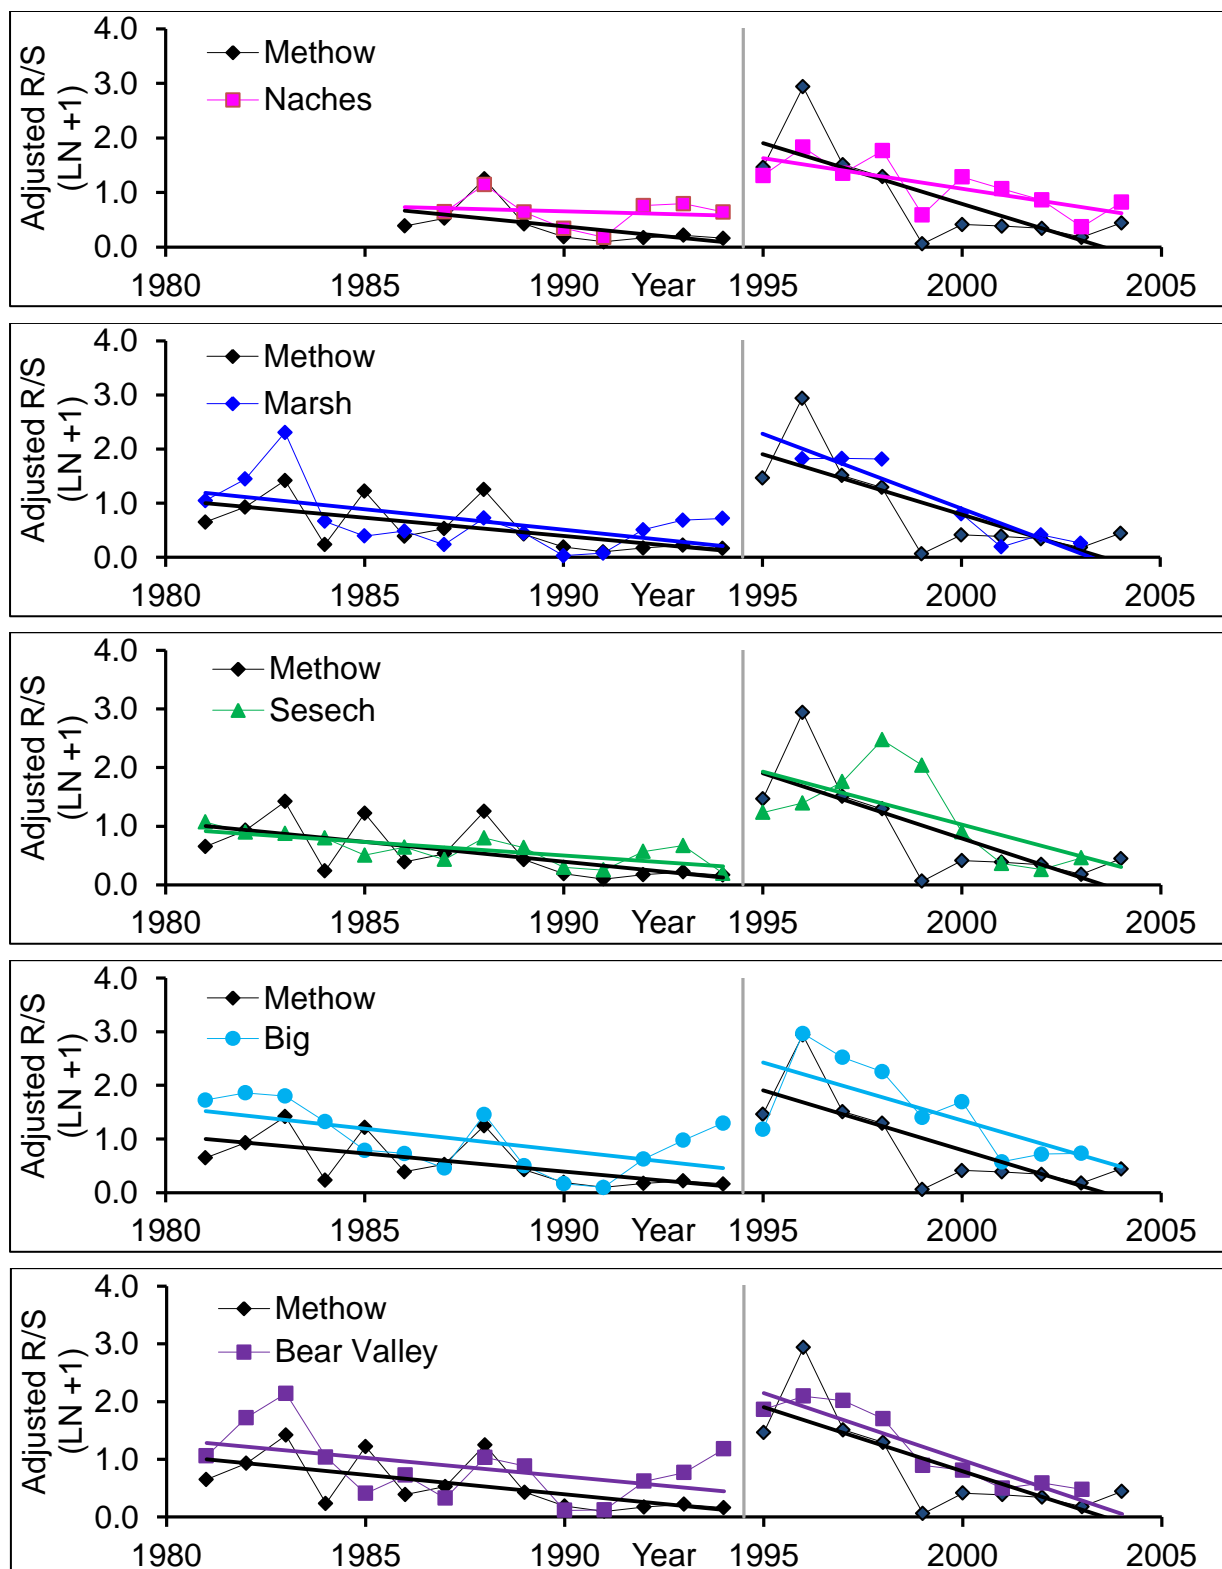 Adjusted R/S
(LN +1)
4.0
3.0
2.0
1.0
0.0
Methow
Naches
1980
1985
1990
Year
1995
2000
2005
Adjusted R/S
(LN +1)
4.0
3.0
2.0
1.0
0.0
Methow
Marsh
1980
1985
1990
Year
1995
2000
2005
Adjusted R/S
(LN +1)
4.0
3.0
2.0
1.0
0.0
Methow
Sesech
1980
1985
1990
Year
1995
2000
2005
Adjusted R/S
(LN +1)
4.0
3.0
2.0
1.0
0.0
Methow
Big
1980
1985
1990
Year
1995
2000
2005
Adjusted R/S
(LN +1)
4.0
3.0
2.0
1.0
0.0
Methow
Bear Valley
1980
1985
1990
Year
1995
2000
2005